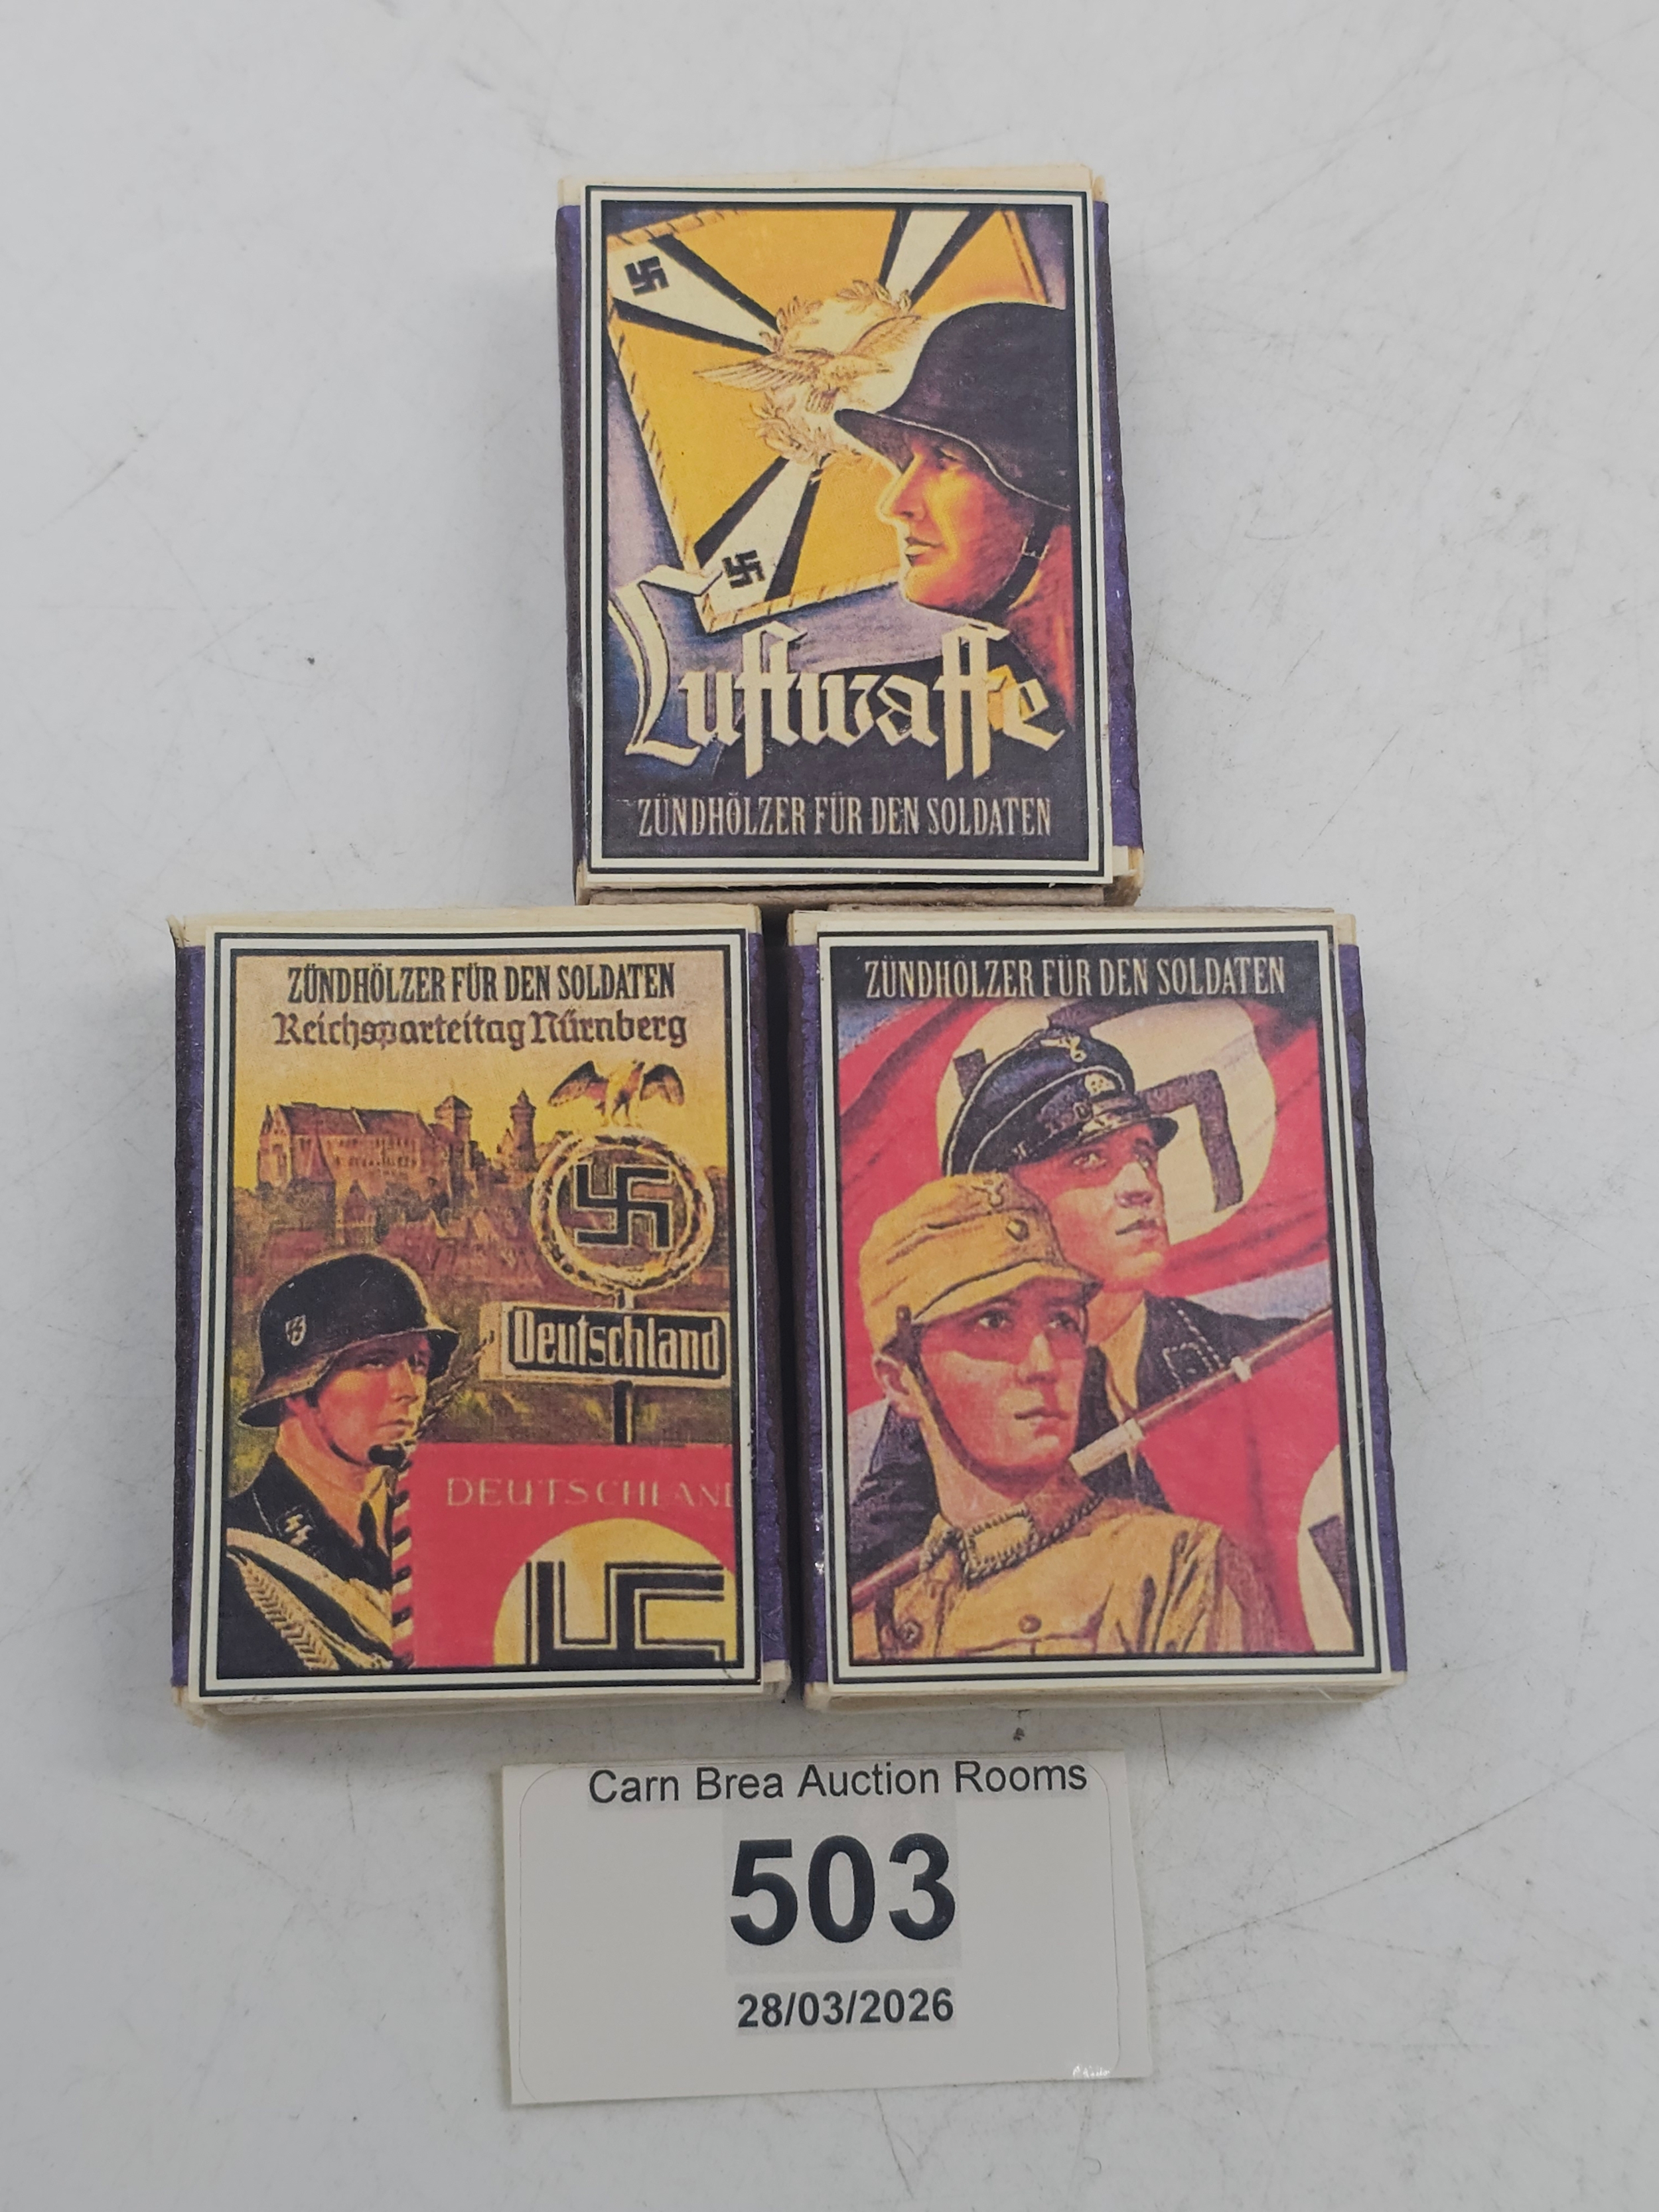 Luftwaffe
ZÜNDHÖLZER FÜR DEN SOLDATEN
ZÜNDHÖLZER FÜR DEN SOLDATEN
Reichsparteitag Nürnberg
Deutschland
DEUTSCHLAND
ZÜNDHÖLZER FÜR DEN SOLDATEN
Carn Brea Auction Rooms
503
28/03/2026